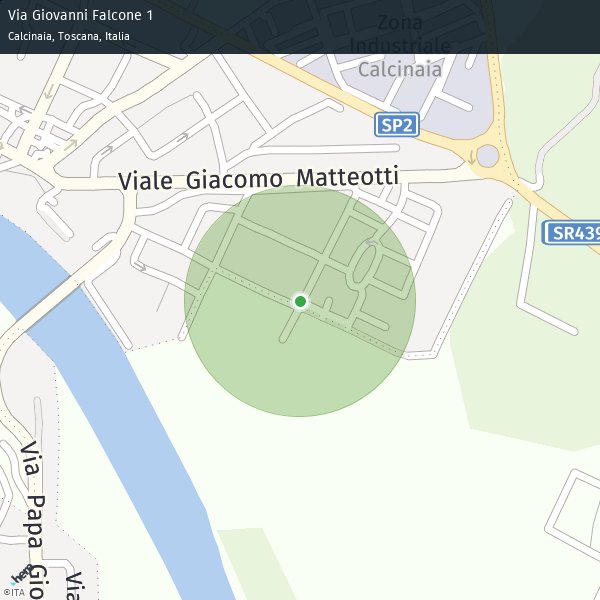 Via Giovanni Falcone 1
Calcinaia, Toscana, Italia
Zona
Industriale
Calcinaia
SP2
Viale Giacomo Matteotti
SR439
Via Papa Gio
Via
here
©ITA